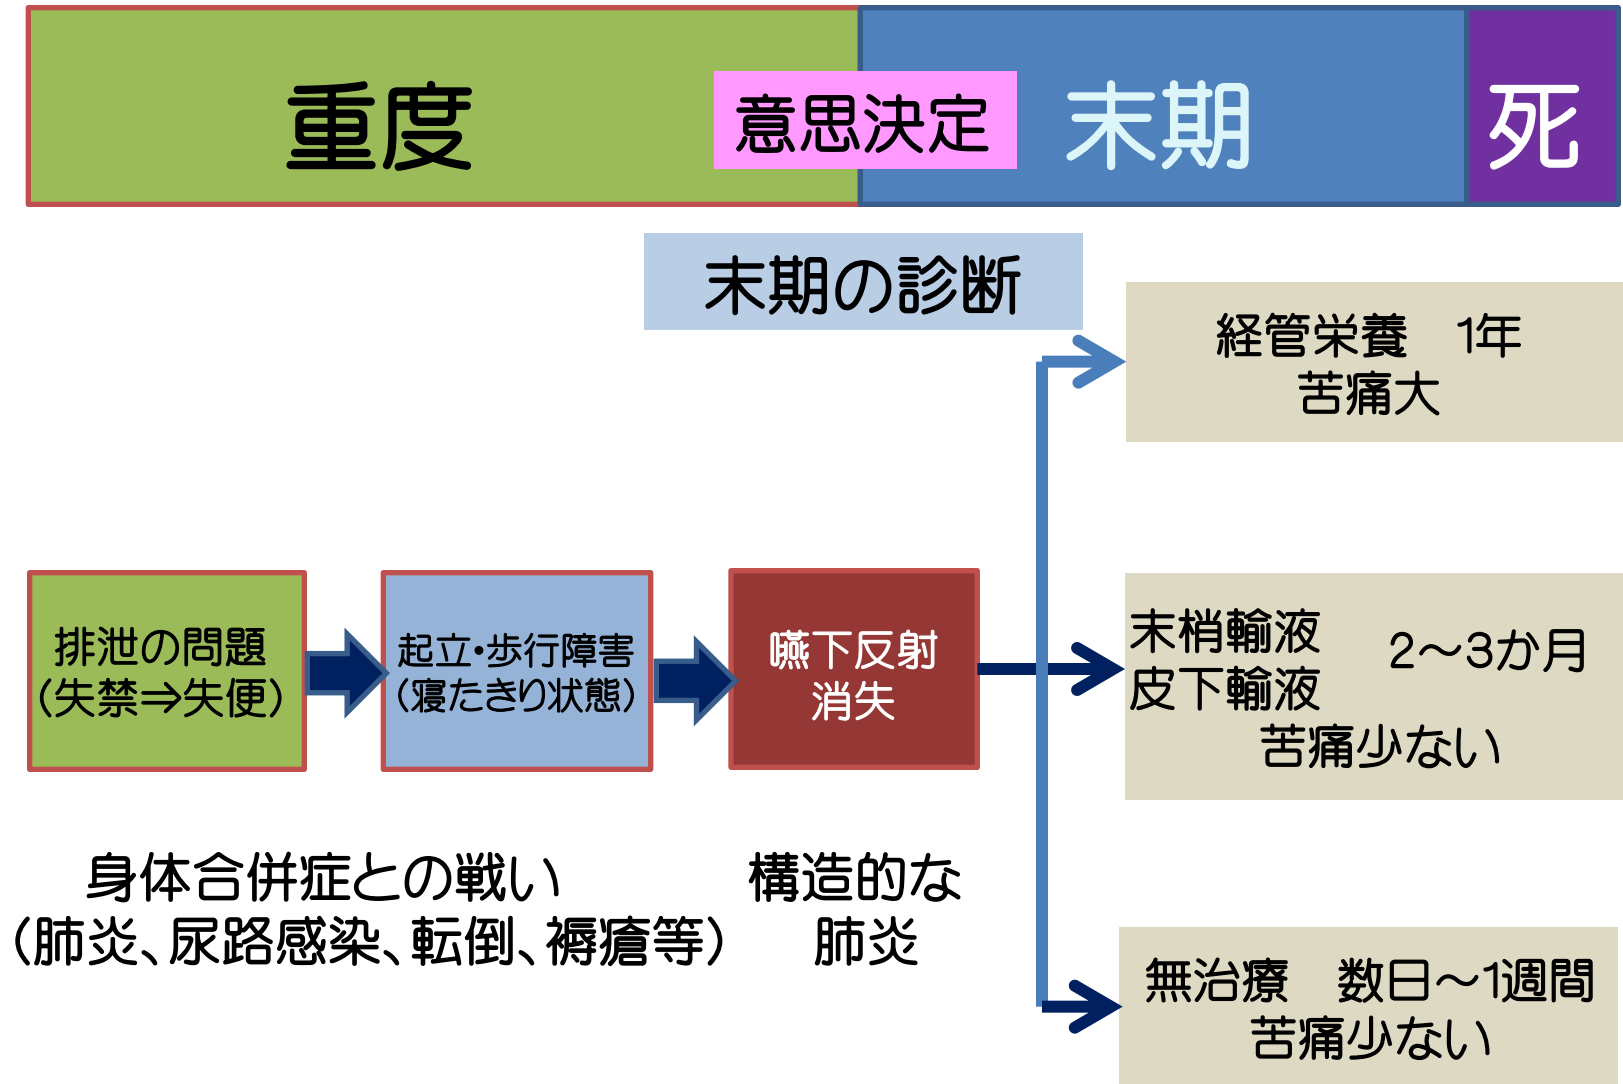 重度
意思決定
末期
死
末期の診断
経管栄養　1年
苦痛大
排泄の問題
(失禁⇒失便)
起立・歩行障害
(寝たきり状態)
嚥下反射
消失
末梢輸液
皮下輸液
2～3か月
苦痛少ない
身体合併症との戦い
(肺炎、尿路感染、転倒、褥瘡等)
構造的な
肺炎
無治療　数日～1週間
苦痛少ない